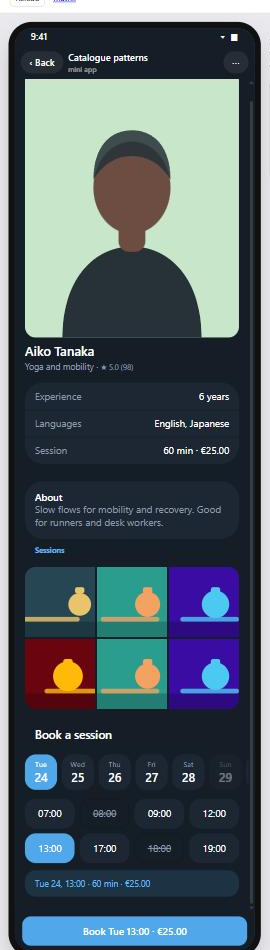 9:41
‹ Back
Catalogue patterns
mini app
···
Aiko Tanaka
Yoga and mobility · ★ 5.0 (98)
Experience 6 years
Languages English, Japanese
Session 60 min · €25.00
About
Slow flows for mobility and recovery. Good
for runners and desk workers.
Sessions
Book a session
Tue Wed Thu Fri Sat Sun
24 25 26 27 28 29
07:00 08:00 09:00 12:00
13:00 17:00 18:00 19:00
Tue 24, 13:00 · 60 min · €25.00
Book Tue 13:00 · €25.00